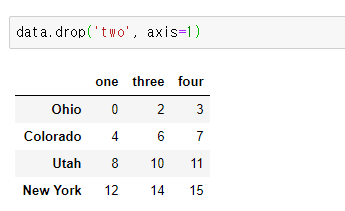 data.drop('two', axis=1)
one three four
Ohio 0 2 3
Colorado 4 6 7
Utah 8 10 11
New York 12 14 15